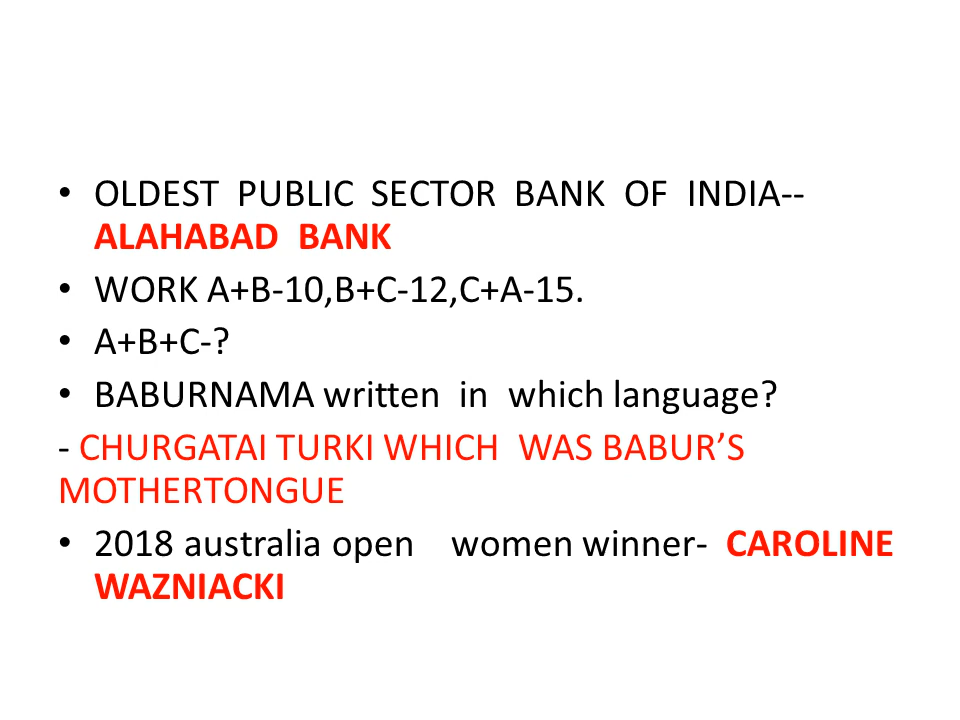 • OLDEST PUBLIC SECTOR BANK OF INDIA--
ALAHABAD BANK
• WORK A+B-10,B+C-12,C+A-15.
• A+B+C-?
• BABURNAMA written in which language?
- CHURGATAI TURKI WHICH WAS BABUR’S
MOTHERTONGUE
• 2018 australia open women winner- CAROLINE
WAZNIACKI